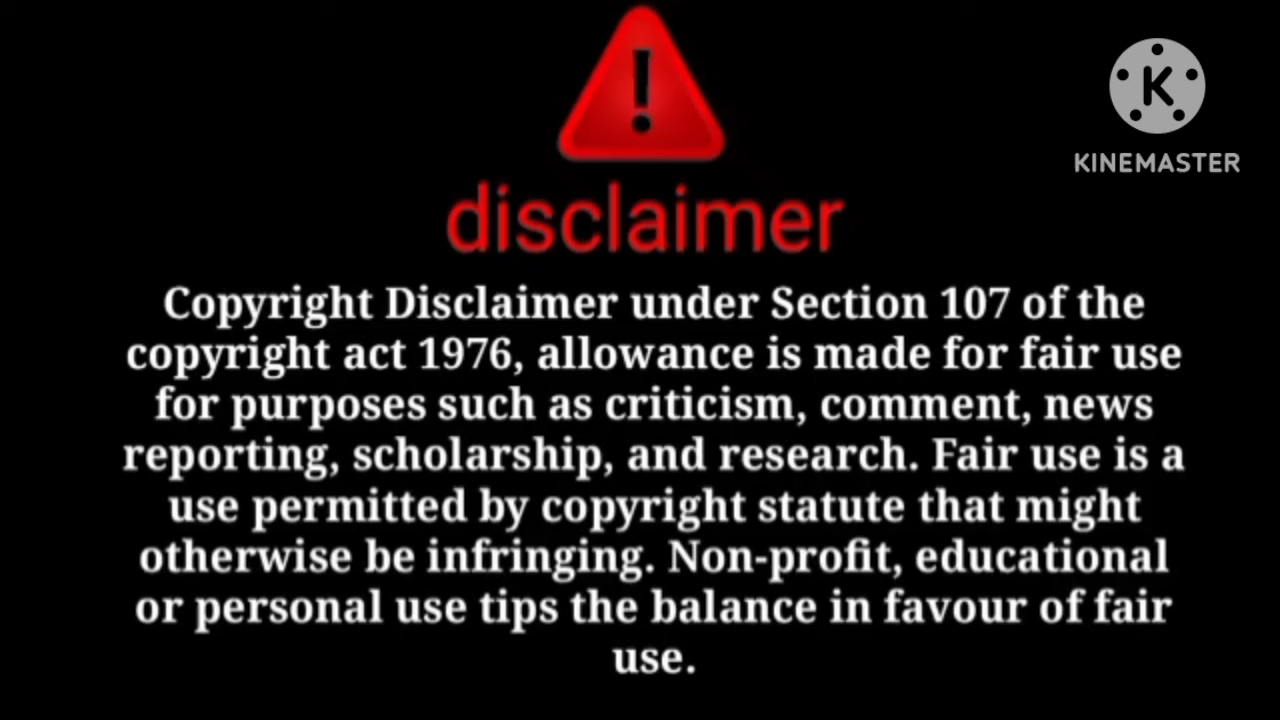 KINEMASTER
disclaimer
Copyright Disclaimer under Section 107 of the
copyright act 1976, allowance is made for fair use
for purposes such as criticism, comment, news
reporting, scholarship, and research. Fair use is a
use permitted by copyright statute that might
otherwise be infringing. Non-profit, educational
or personal use tips the balance in favour of fair
use.